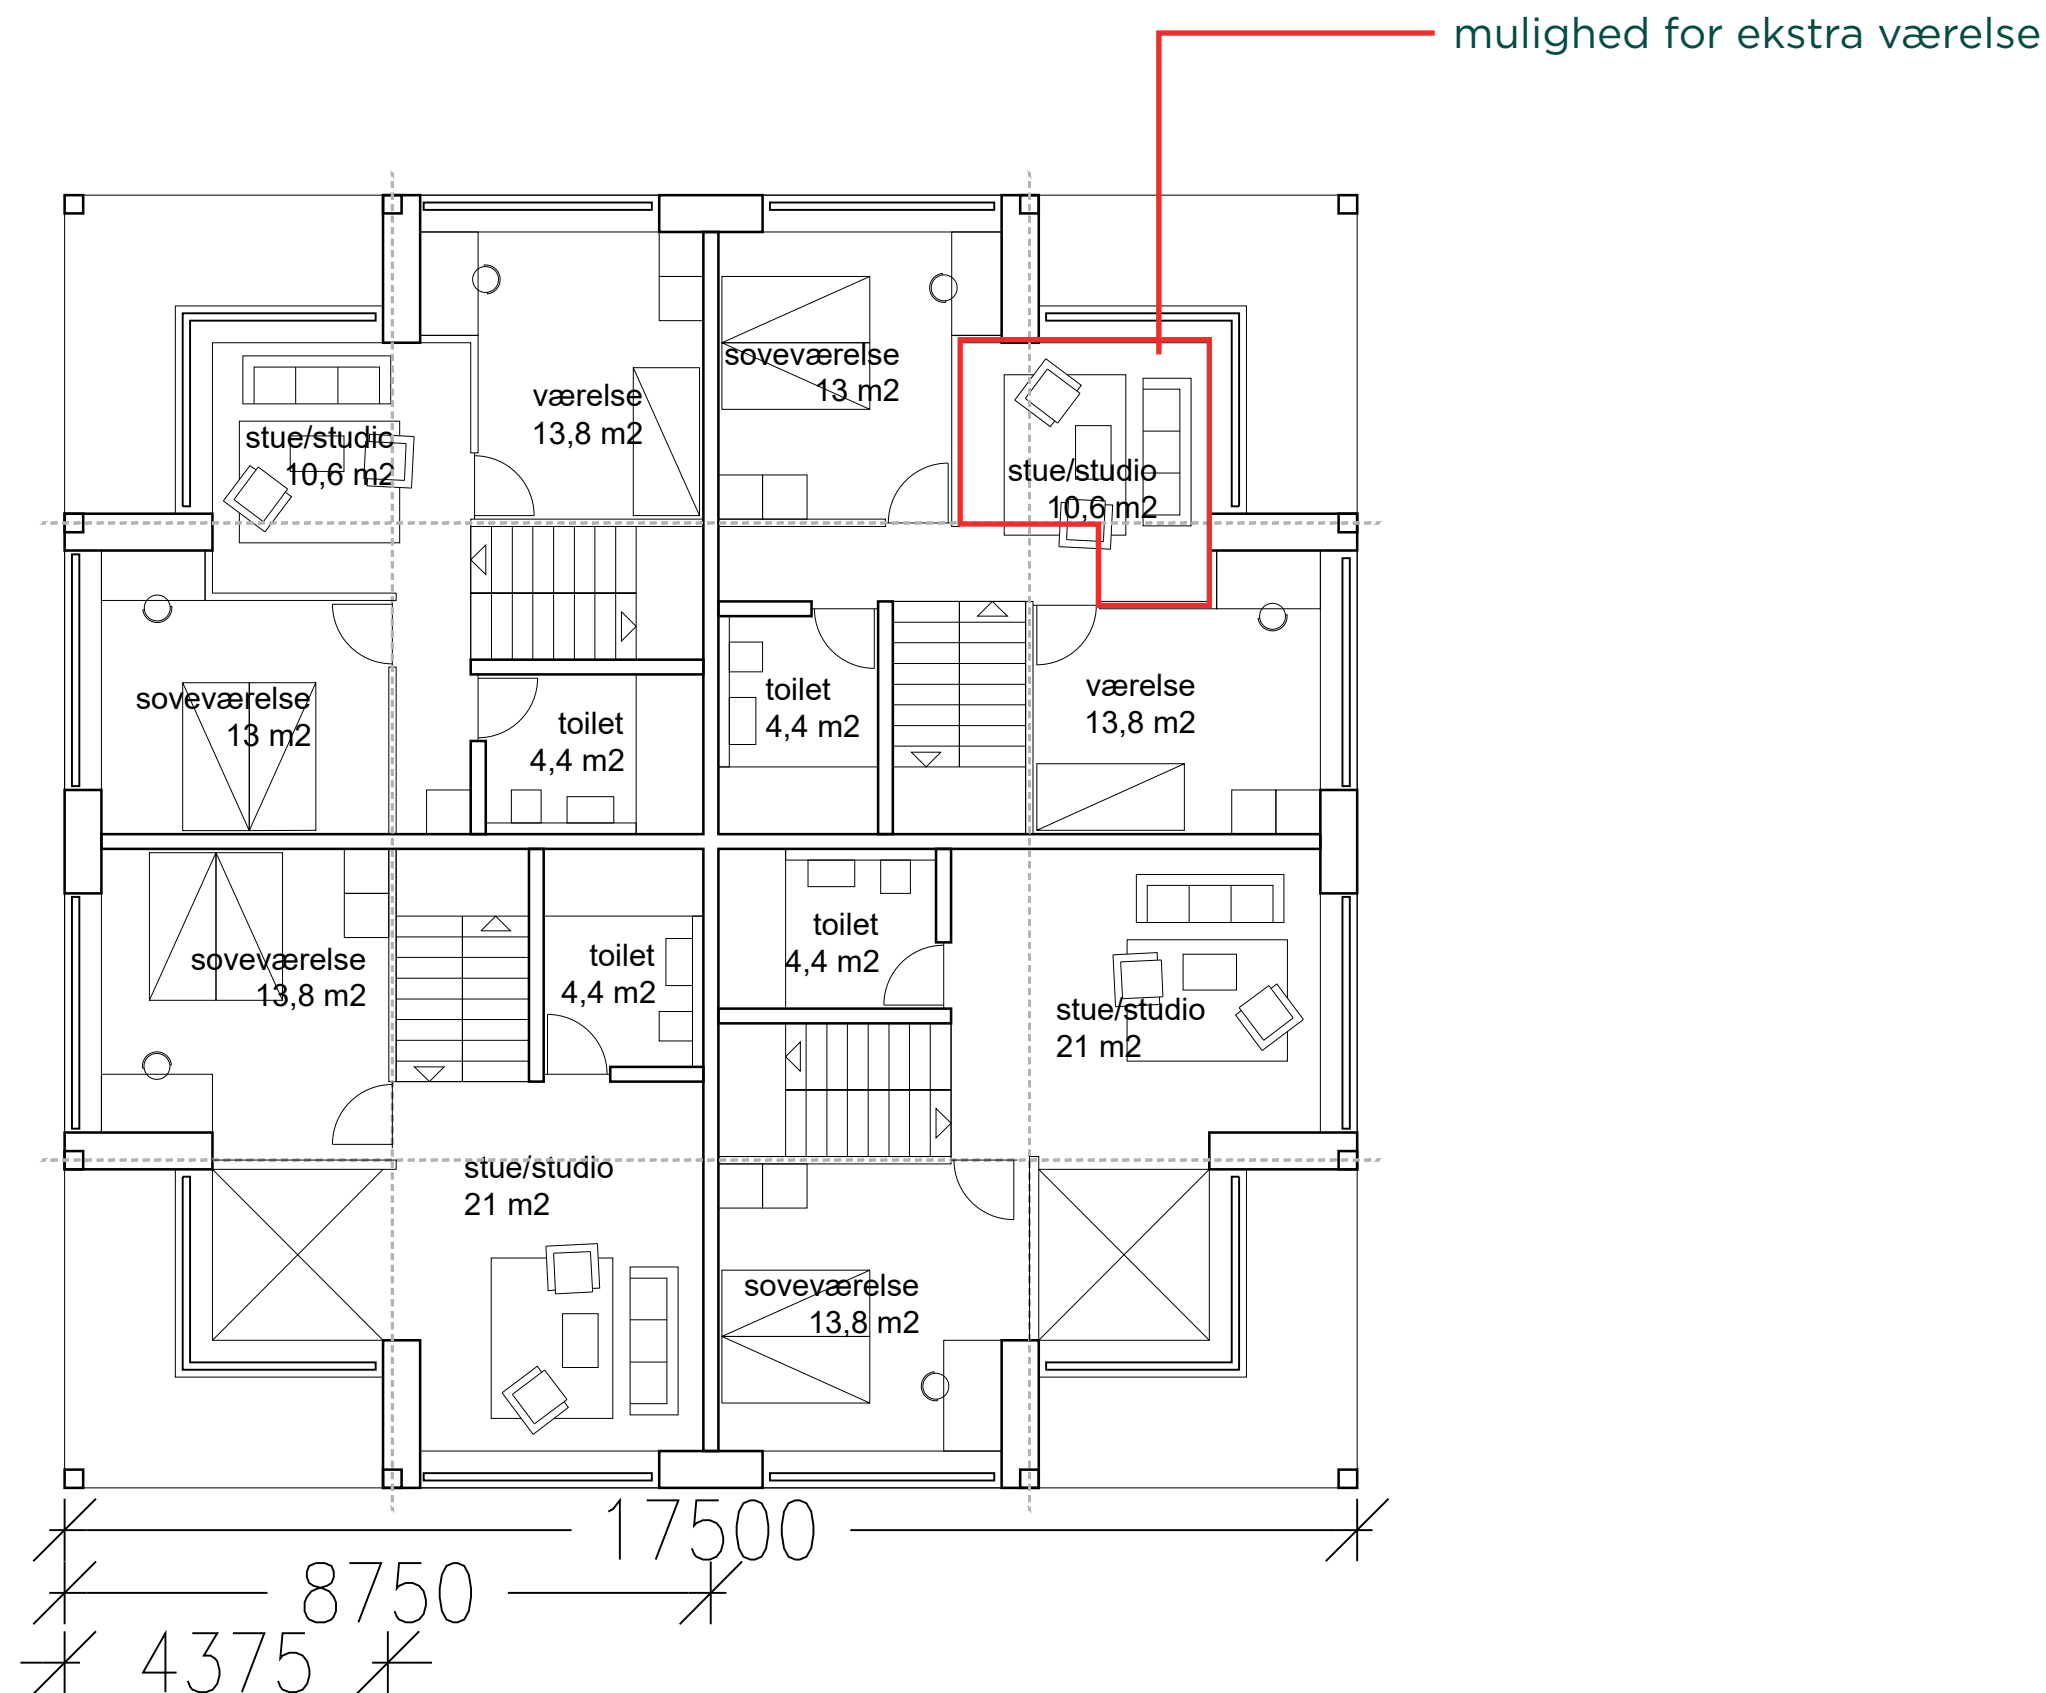 mulighed for ekstra værelse
soveværelse
13 m2
værelse
13,8 m2
stue/studio
10,6 m2
stue/studio
10,6 m2
soveværelse
13 m2
toilet
4,4 m2
toilet
4,4 m2
værelse
13,8 m2
soveværelse
13,8 m2
toilet
4,4 m2
toilet
4,4 m2
stue/studio
21 m2
stue/studio
21 m2
soveværelse
13,8 m2
17500
8750
4375